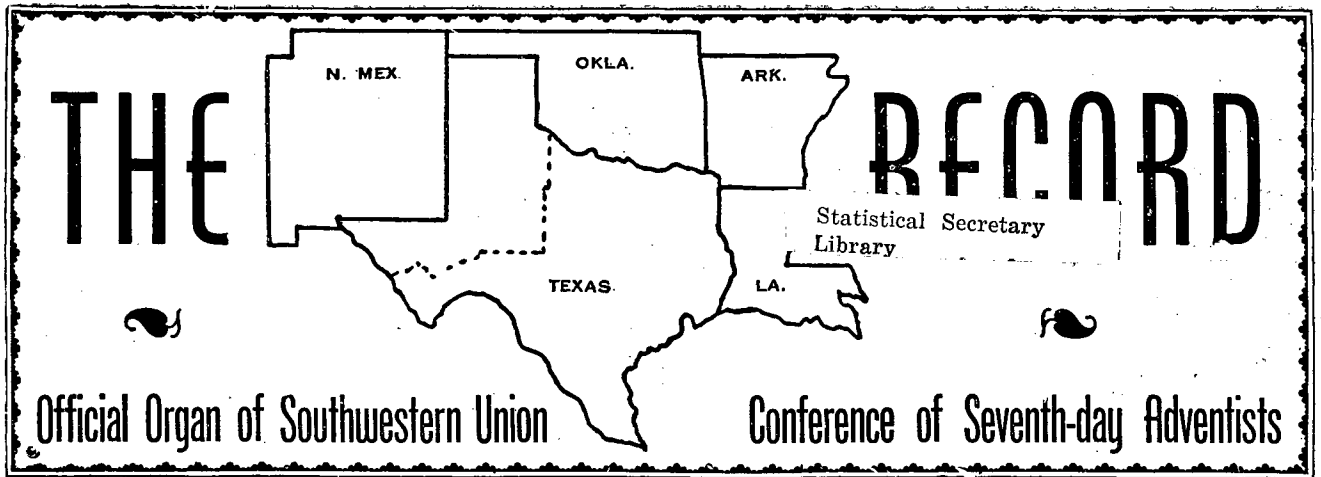 THE RECORD
N. MEX.
OKLA.
ARK.
Statistical Secretary
Library
TEXAS.
LA.
Official Organ of Southwestern Union Conference of Seventh-day Adventists